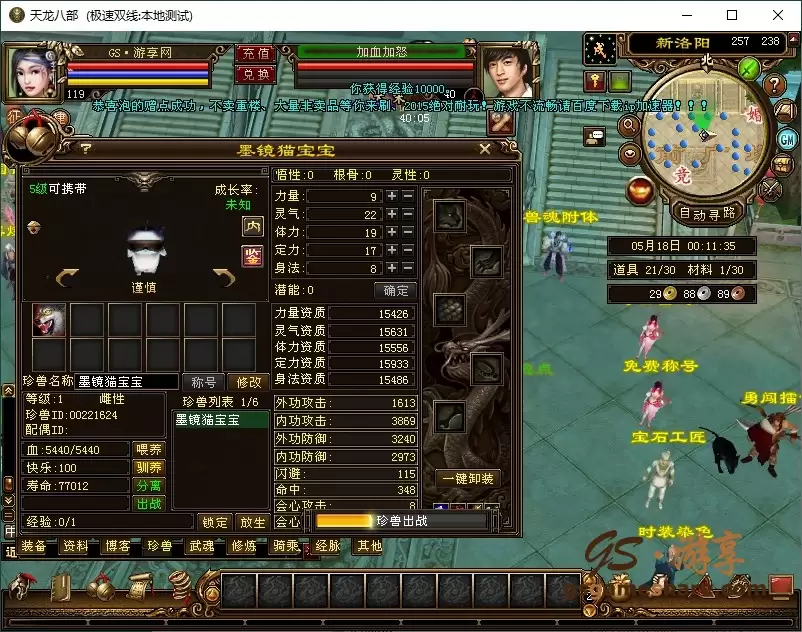 天龙八部 (极速双线:本地测试)
GS·游享网
充值
兑换
加血加怒
119
你获得经验10000。
恭喜泡的赠点成功，不卖重楼、大量非卖品等你来刷！2015绝对耐玩！游戏不流畅请百度下载iu加速器！！！
40:05
新洛阳 257 238
北
GM
自动寻路
05月18日 00:11:35
道具 21/30 材料 1/30
29 88 89
墨镜猫宝宝
5级可携带
成长率:
未知
内
鉴
谨慎
悟性:0 根骨:0 灵性:0
力量: 9
灵气: 22
体力: 19
定力: 17
身法: 8
潜能:0
确定
力量资质 15426
灵气资质 15631
体力资质 15556
定力资质 15933
身法资质 15486
外功攻击: 1613
内功攻击: 3869
外功防御: 3240
内功防御: 2973
闪避: 115
命中: 348
会心攻击: 8
会心
珍兽出战
一键卸装
珍兽名称 墨镜猫宝宝 称号 修改
等级:1 雌性
珍兽ID:00221624
配偶ID:
珍兽列表 1/6
墨镜猫宝宝
血:5440/5440 喂养
快乐:100 驯养
寿命:77012 分离
出战
经验:0/1 锁定 放生
装备 资料 博客 珍兽 武魂 修炼 骑乘 经脉 其他
兽魂附体
免费称号
勇闯擂
宝石工匠
时装染色
GS·游享